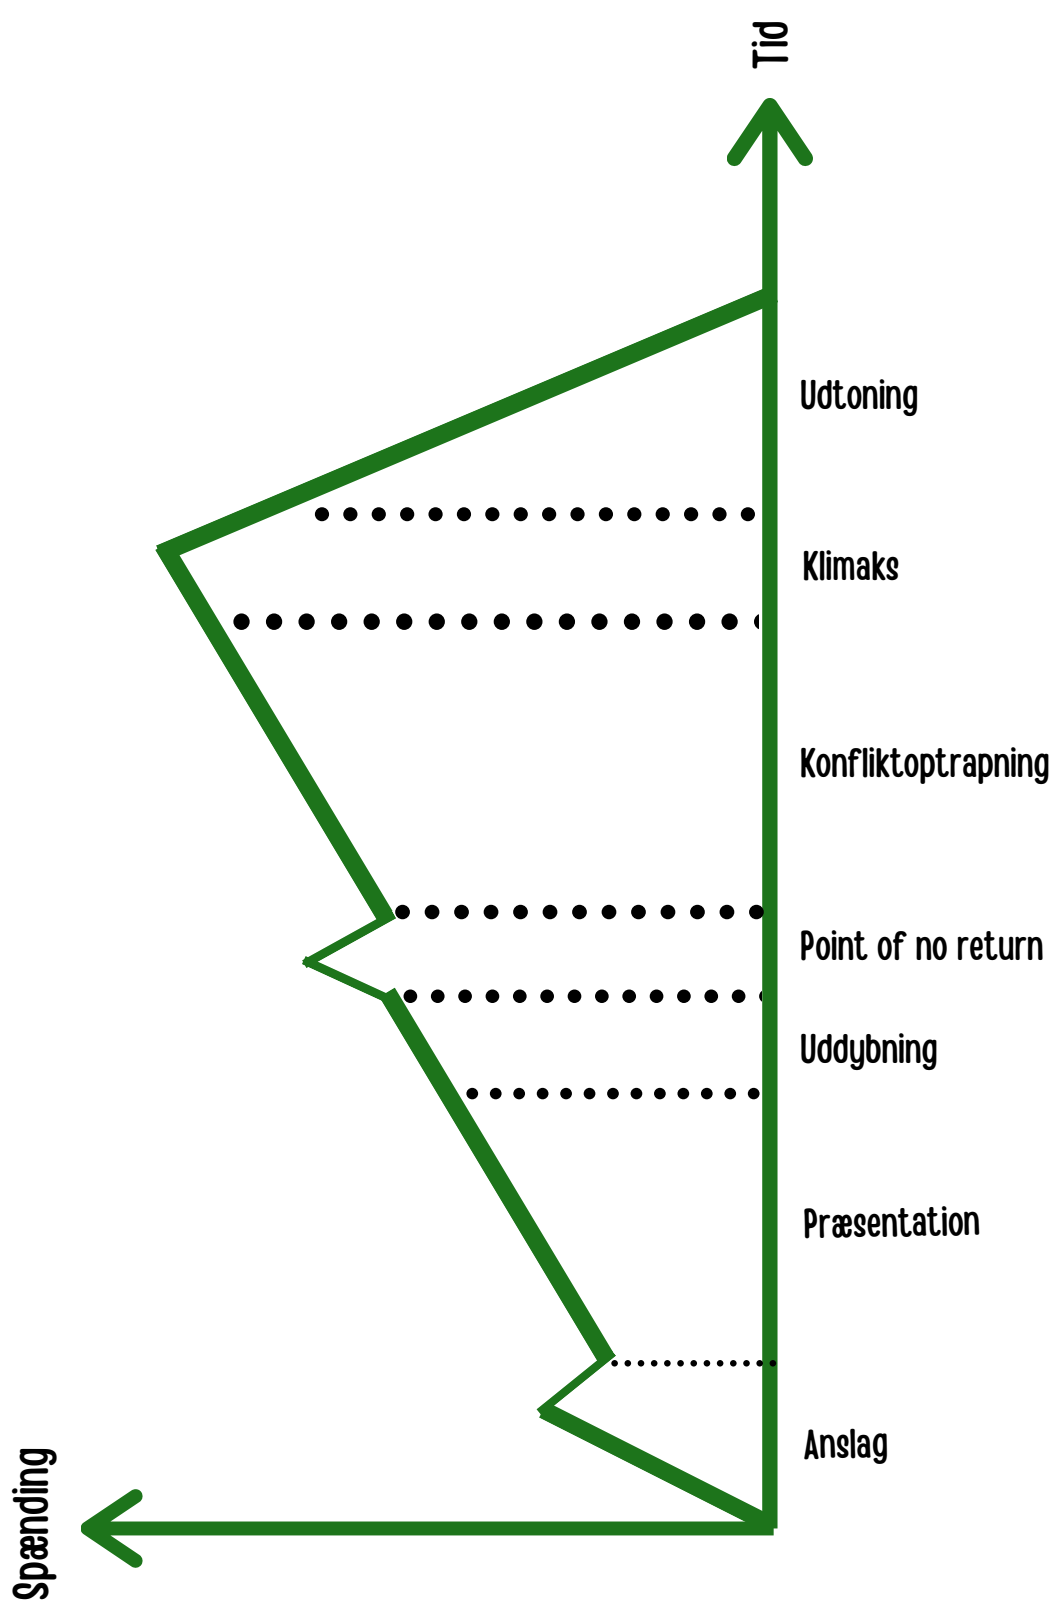 Tid
Udtoning
Klimaks
Konfliktoptrapning
Point of no return
Uddybning
Præsentation
Anslag
Spænding